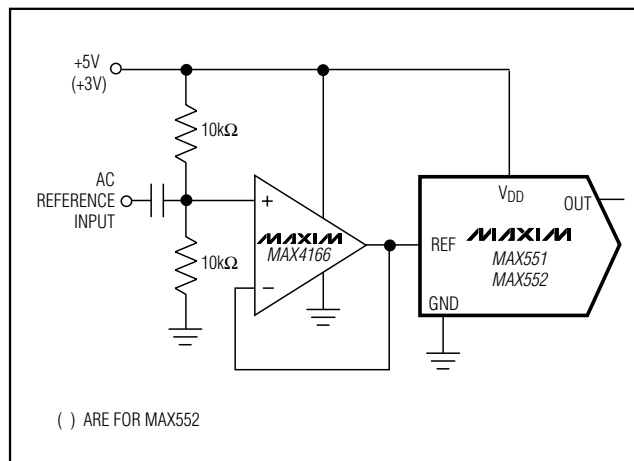 +5V
(+3V)
10kΩ
AC
REFERENCE
INPUT
10kΩ
+
−
MAXIM
MAX4166
VDD
OUT
REF
MAXIM
MAX551
MAX552
GND
( ) ARE FOR MAX552